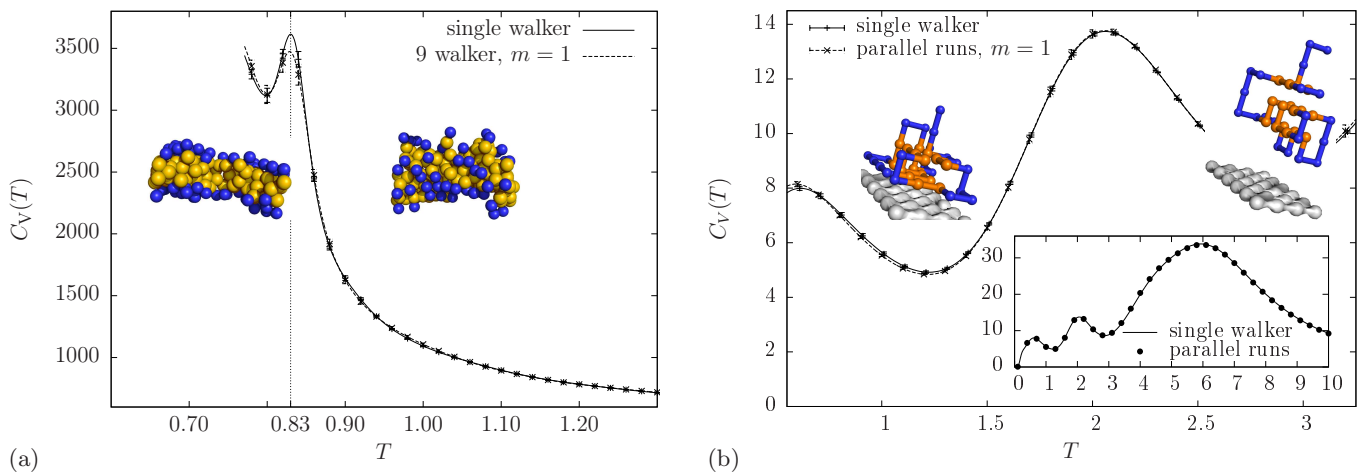 3500
3000
2500
2000
1500
1000
C_V(T)
single walker
9 walker, m = 1
0.70
0.83
0.90
1.00
1.10
1.20
T
(a)
14
12
10
8
6
4
2
0
C_V(T)
single walker
parallel runs, m = 1
1
1.5
2
2.5
3
T
30
20
10
0
single walker
parallel runs
0 1 2 3 4 5 6 7 8 9 10
(b)